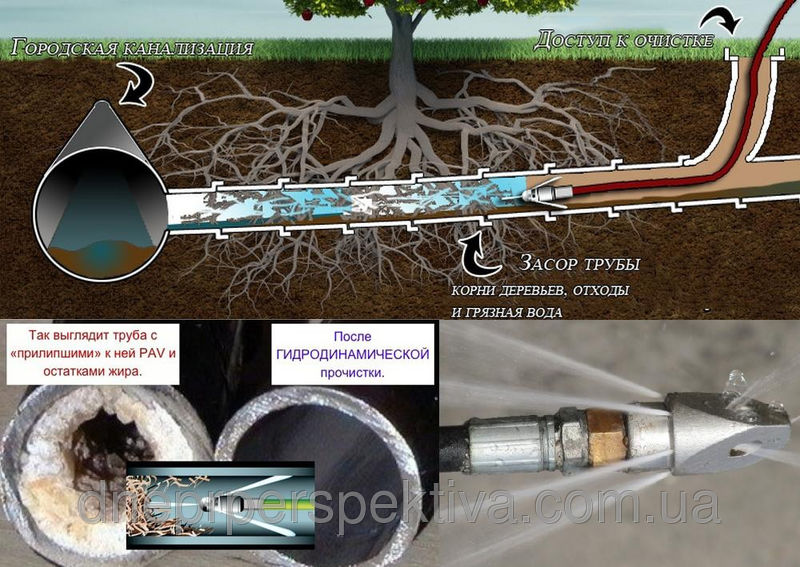 Городская канализация
Доступ к очистке
Засор трубы
корни деревьев, отходы
и грязная вода
Так выглядит труба с
«прилипшими» к ней PAV и
остатками жира.
После
ГИДРОДИНАМИЧЕСКОЙ
прочистки.
dneprperspektiva.com.ua